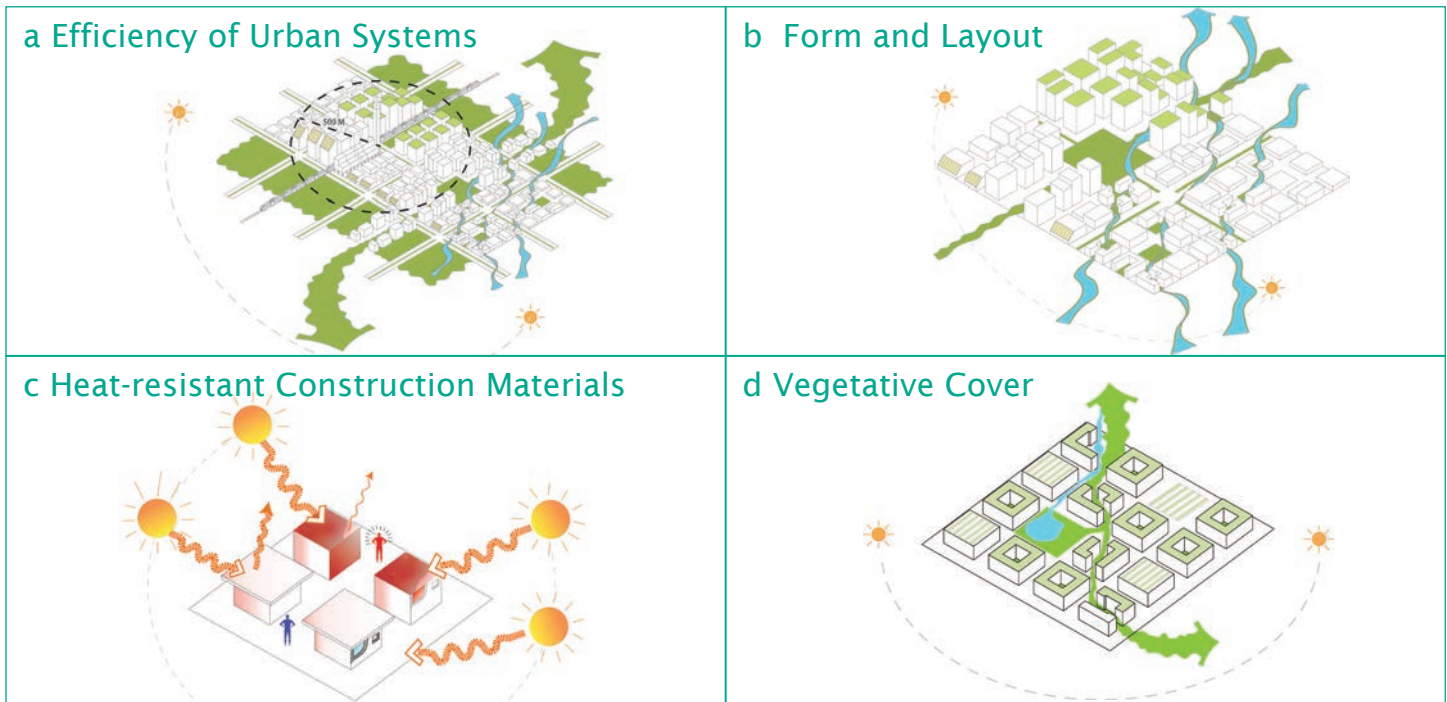 a Efficiency of Urban Systems
b Form and Layout
500 M
c Heat-resistant Construction Materials
d Vegetative Cover